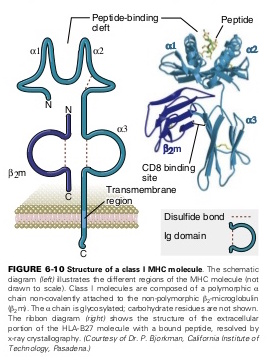 Peptide-binding
cleft
Peptide
α1
α2
α1
α2
N
N
α3
α3
β2m
β2m
C
CD8 binding
site
Transmembrane
region
C
Disulfide bond
Ig domain
FIGURE 6-10 Structure of a class I MHC molecule. The schematic
diagram (left) illustrates the different regions of the MHC molecule (not
drawn to scale). Class I molecules are composed of a polymorphic α
chain non-covalently attached to the non-polymorphic β2-microglobulin
(β2m). The α chain is glycosylated; carbohydrate residues are not shown.
The ribbon diagram (right) shows the structure of the extracellular
portion of the HLA-B27 molecule with a bound peptide, resolved by
x-ray crystallography. (Courtesy of Dr. P. Bjorkman, California Institute of
Technology, Pasadena.)